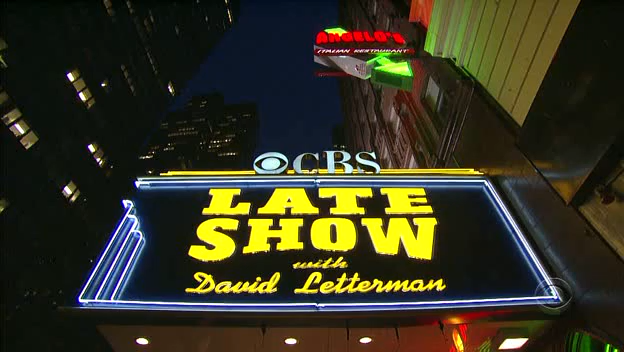 ANGELO'S
ITALIAN RESTAURANT
CBS
LATE
SHOW
with
David Letterman